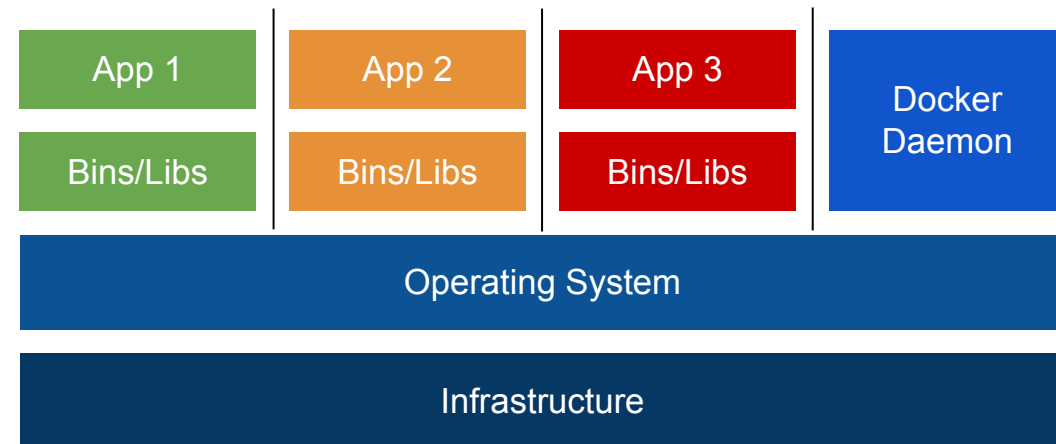 App 1
App 2
App 3
Docker
Daemon
Bins/Libs
Bins/Libs
Bins/Libs
Operating System
Infrastructure